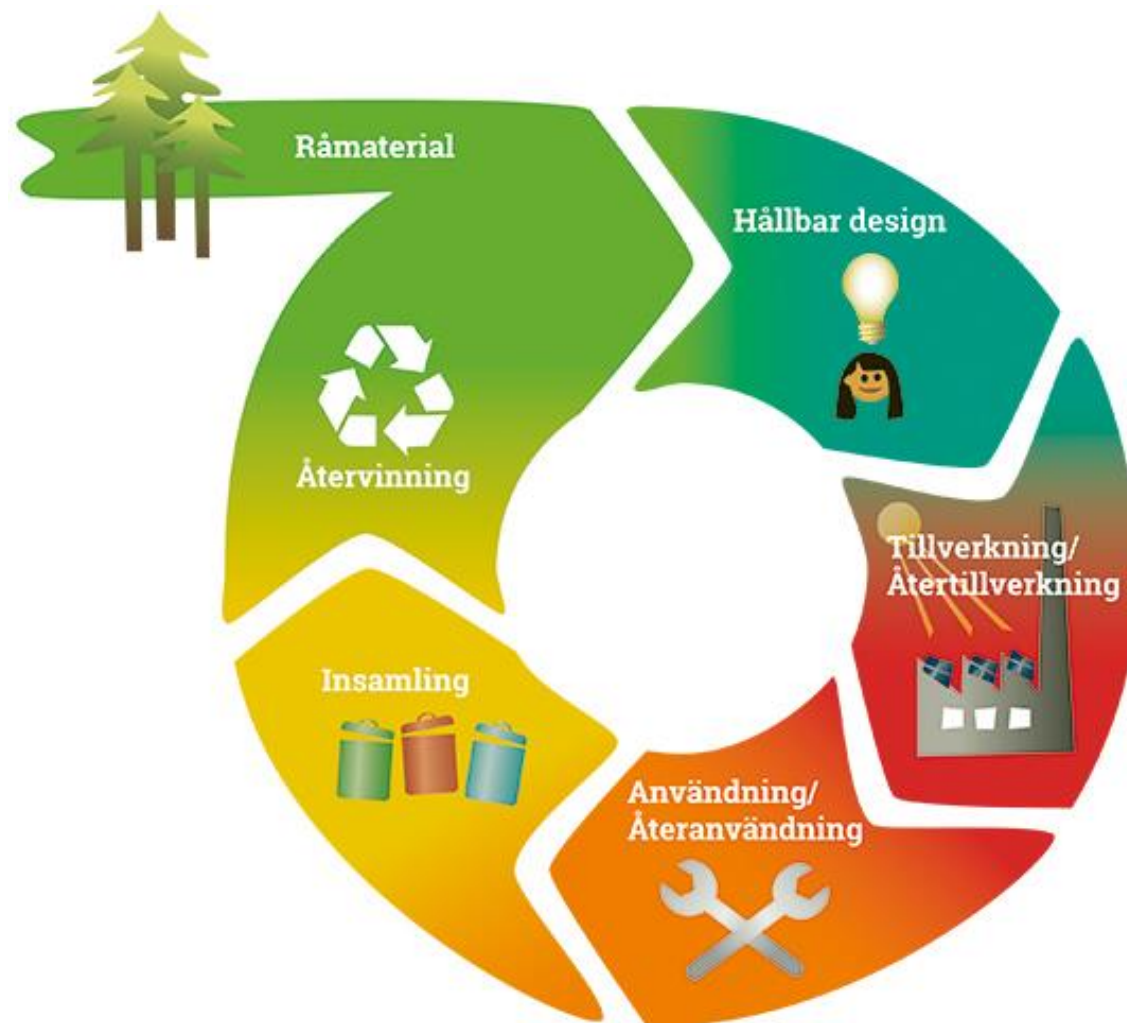 Råmaterial
Hållbar design
Tillverkning/
Återtillverkning
Användning/
Återanvändning
Insamling
Återvinning